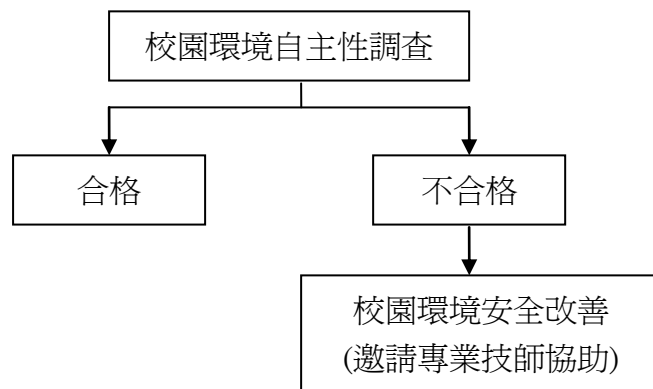 校園環境自主性調查
合格
不合格
校園環境安全改善
(邀請專業技師協助)